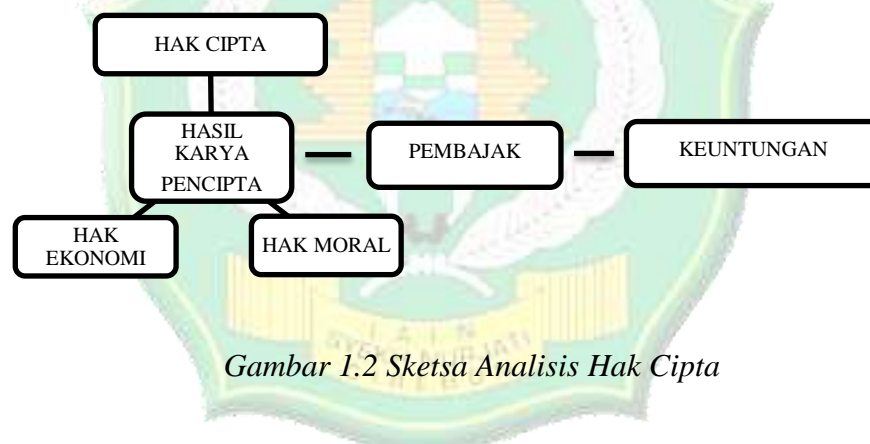 HAK CIPTA
HASIL
KARYA
PENCIPTA
PEMBAJAK
KEUNTUNGAN
HAK
EKONOMI
HAK MORAL
I A I N
Gambar 1.2 Sketsa Analisis Hak Cipta